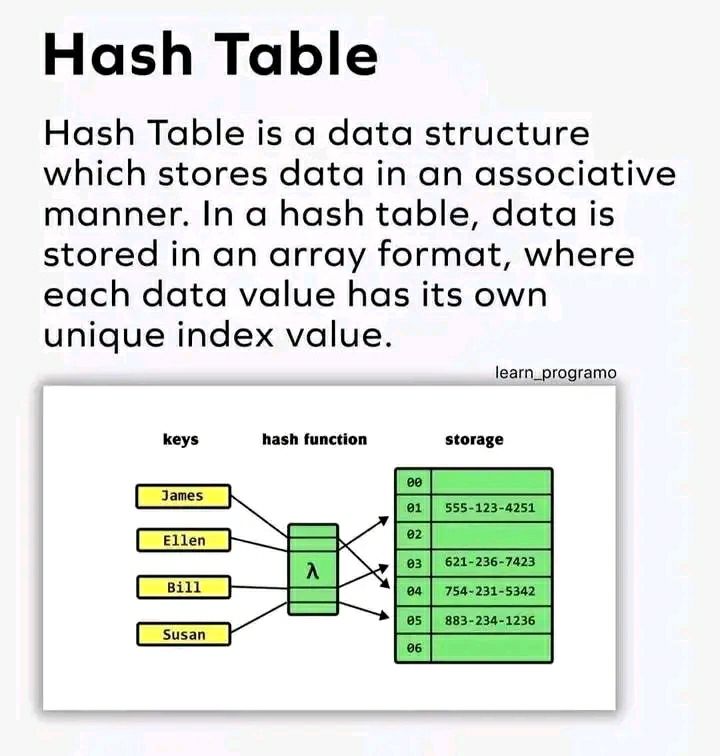 Hash Table
Hash Table is a data structure
which stores data in an associative
manner. In a hash table, data is
stored in an array format, where
each data value has its own
unique index value.
learn_programo
keys hash function storage
James
Ellen
Bill
Susan
λ
00
01 555-123-4251
02
03 621-236-7423
04 754-231-5342
05 883-234-1236
06